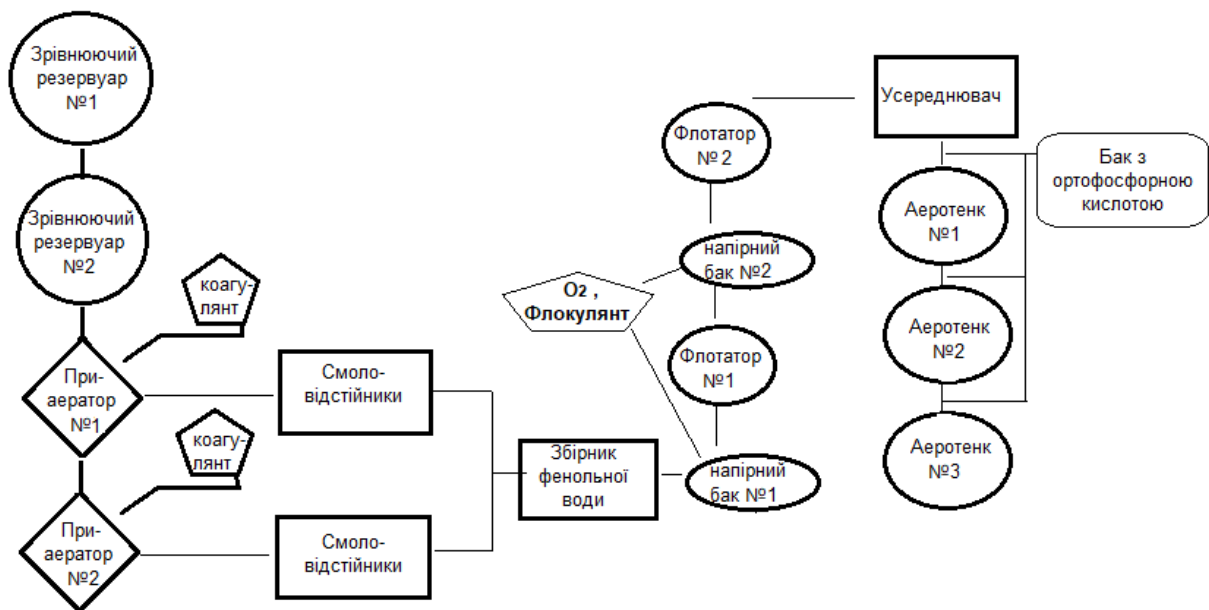 Зрівнюючий
резервуар
№1
Зрівнюючий
резервуар
№2
коагу-
лянт
При-
аератор
№1
Смоло-
відстійники
коагу-
лянт
При-
аератор
№2
Смоло-
відстійники
Збірник
фенольної
води
напірний
бак №1
Флотатор
№1
О2 ,
Флокулянт
напірний
бак №2
Флотатор
№ 2
Усереднювач
Бак з
ортофосфорною
кислотою
Аеротенк
№1
Аеротенк
№2
Аеротенк
№3